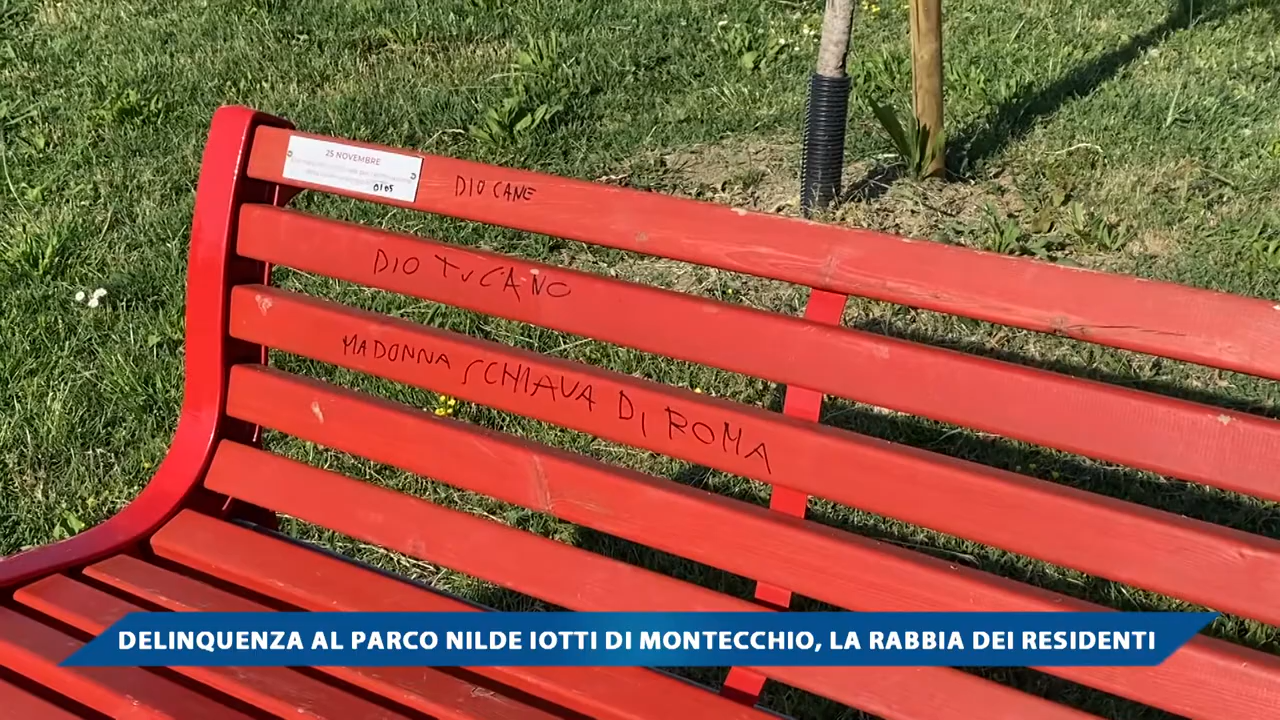 25 NOVEMBRE
0105
DIO CANE
DIO TUCANO
MADONNA SCHIAVA DI ROMA
DELINQUENZA AL PARCO NILDE IOTTI DI MONTECCHIO, LA RABBIA DEI RESIDENTI